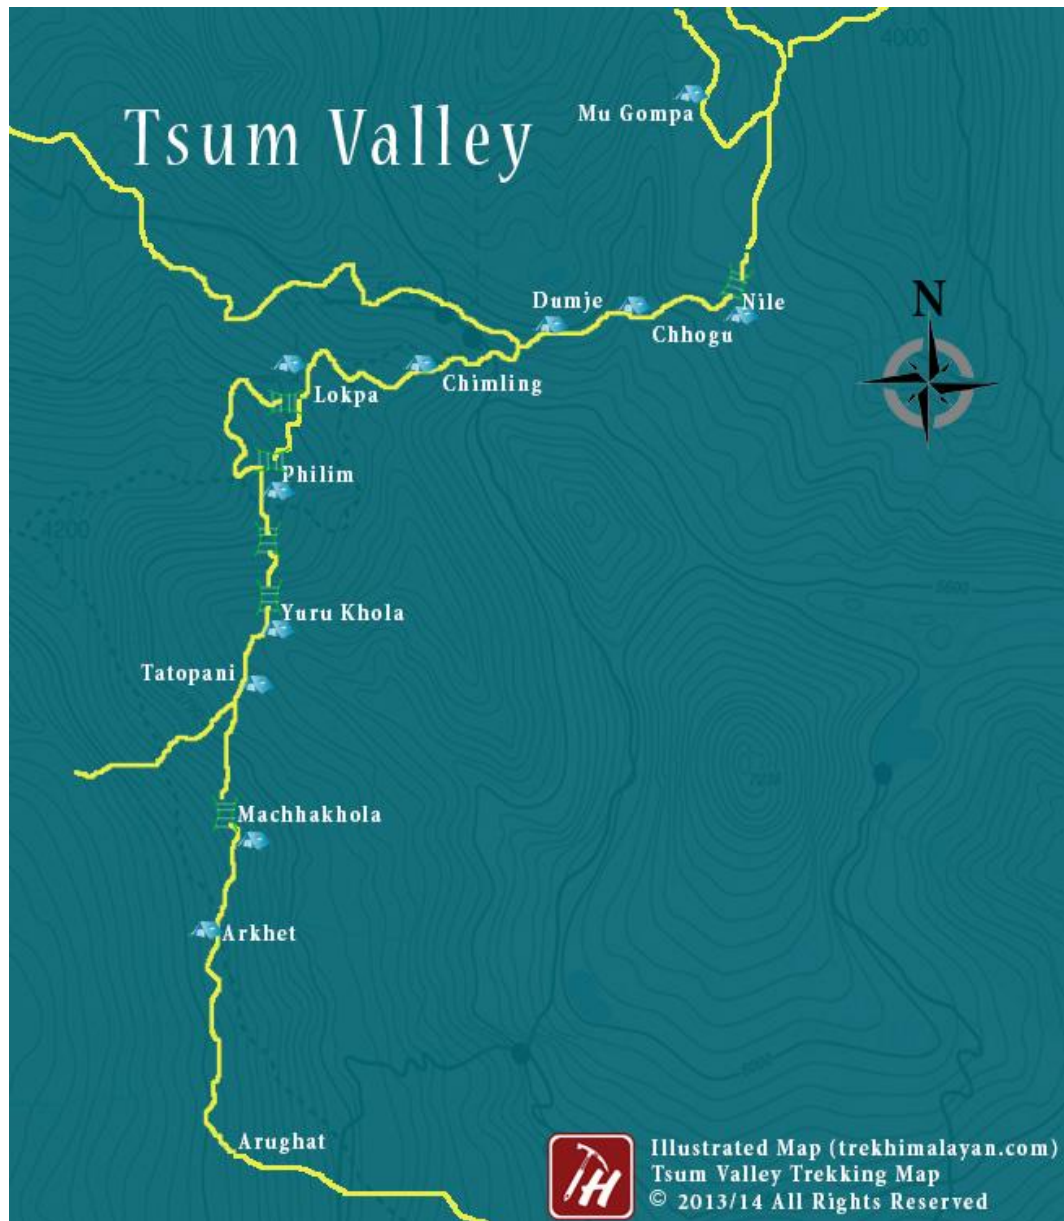 4000
Mu Gompa
Tsum Valley
Dumje
Nile
N
Chhogu
Lokpa
Chimling
Philim
4200
Yuru Khola
Tatopani
Machhakhola
Arkhet
Arughat
TH
Illustrated Map (trekhimalayan.com)
Tsum Valley Trekking Map
© 2013/14 All Rights Reserved